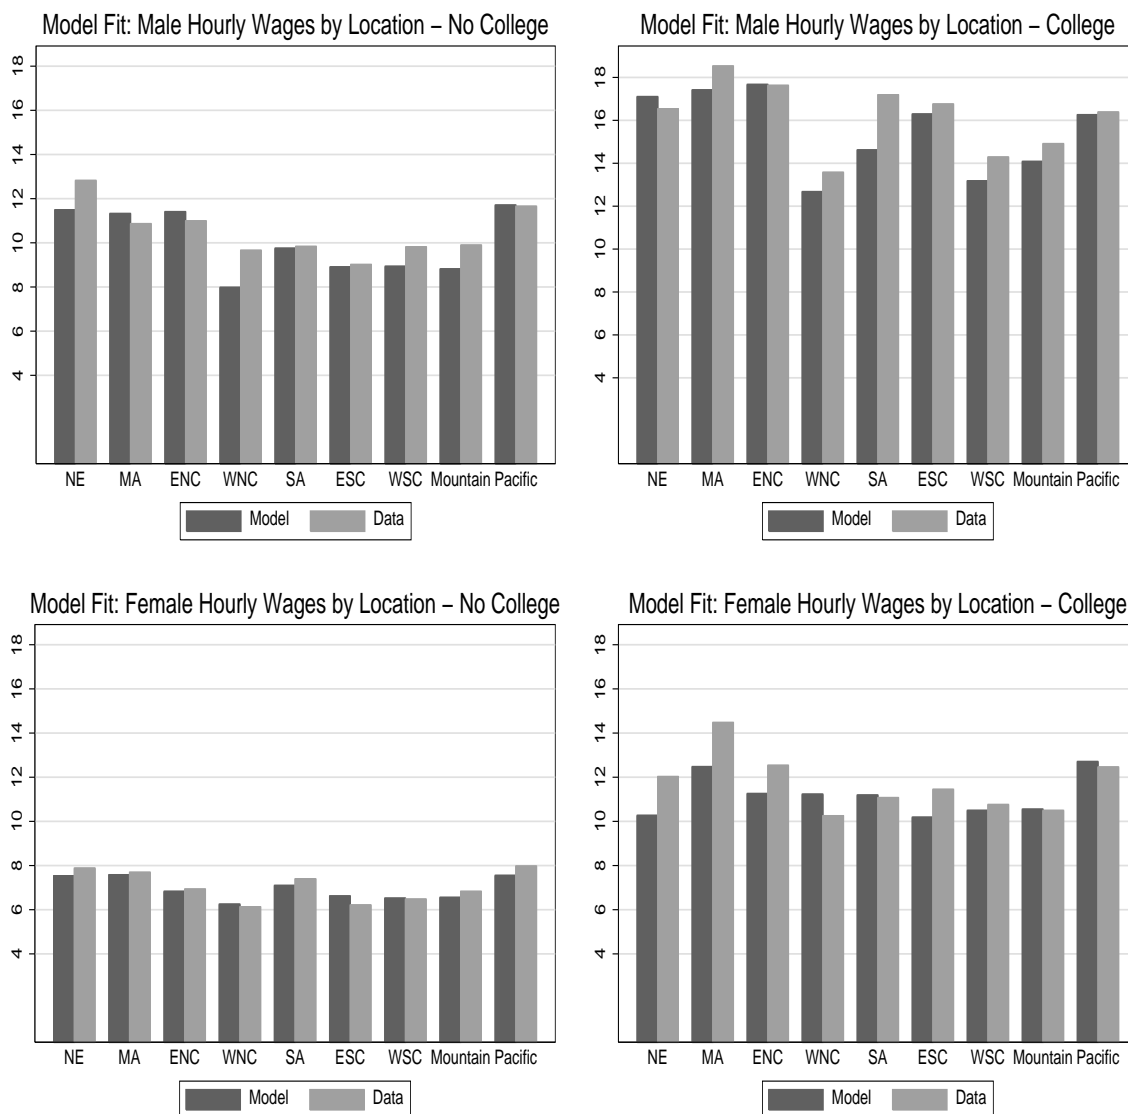 Model Fit: Male Hourly Wages by Location – No College
18
16
14
12
10
8
6
4
NE MA ENC WNC SA ESC WSC Mountain Pacific
Model Data
Model Fit: Male Hourly Wages by Location – College
18
16
14
12
10
8
6
4
NE MA ENC WNC SA ESC WSC Mountain Pacific
Model Data
Model Fit: Female Hourly Wages by Location – No College
18
16
14
12
10
8
6
4
NE MA ENC WNC SA ESC WSC Mountain Pacific
Model Data
Model Fit: Female Hourly Wages by Location – College
18
16
14
12
10
8
6
4
NE MA ENC WNC SA ESC WSC Mountain Pacific
Model Data